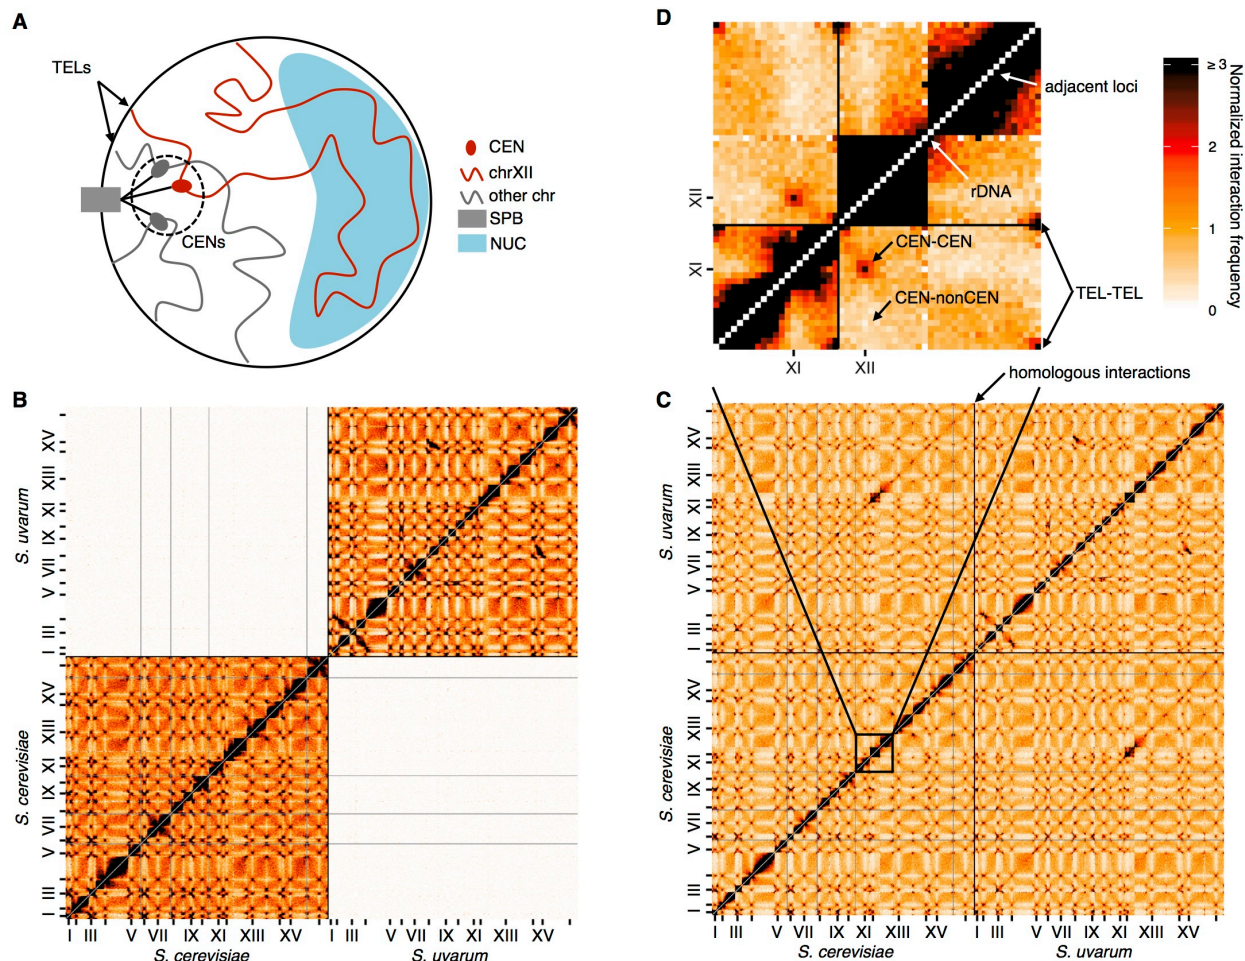 A
TELs
CENs
CEN
chrXII
other chr
SPB
NUC
D
adjacent loci
rDNA
CEN-CEN
CEN-nonCEN
TEL-TEL
XII
XI
XI
XII
≥3
2
1
0
Normalized interaction frequency
homologous interactions
B
S. uvarum
XV
XIII
XI
IX
VII
V
III
I
S. cerevisiae
XV
XIII
XI
IX
VII
V
III
I
I III V VII IX XI XIII XV I III V VII IX XI XIII XV
S. cerevisiae S. uvarum
C
S. uvarum
XV
XIII
XI
IX
VII
V
III
I
S. cerevisiae
XV
XIII
XI
IX
VII
V
III
I
I III V VII IX XI XIII XV I III V VII IX XI XIII XV
S. cerevisiae S. uvarum